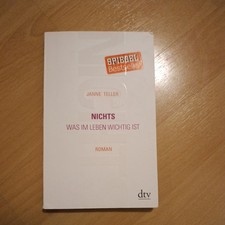 SPIEGEL
Bestseller
JANNE TELLER
NICHTS
WAS IM LEBEN WICHTIG IST
ROMAN
dtv